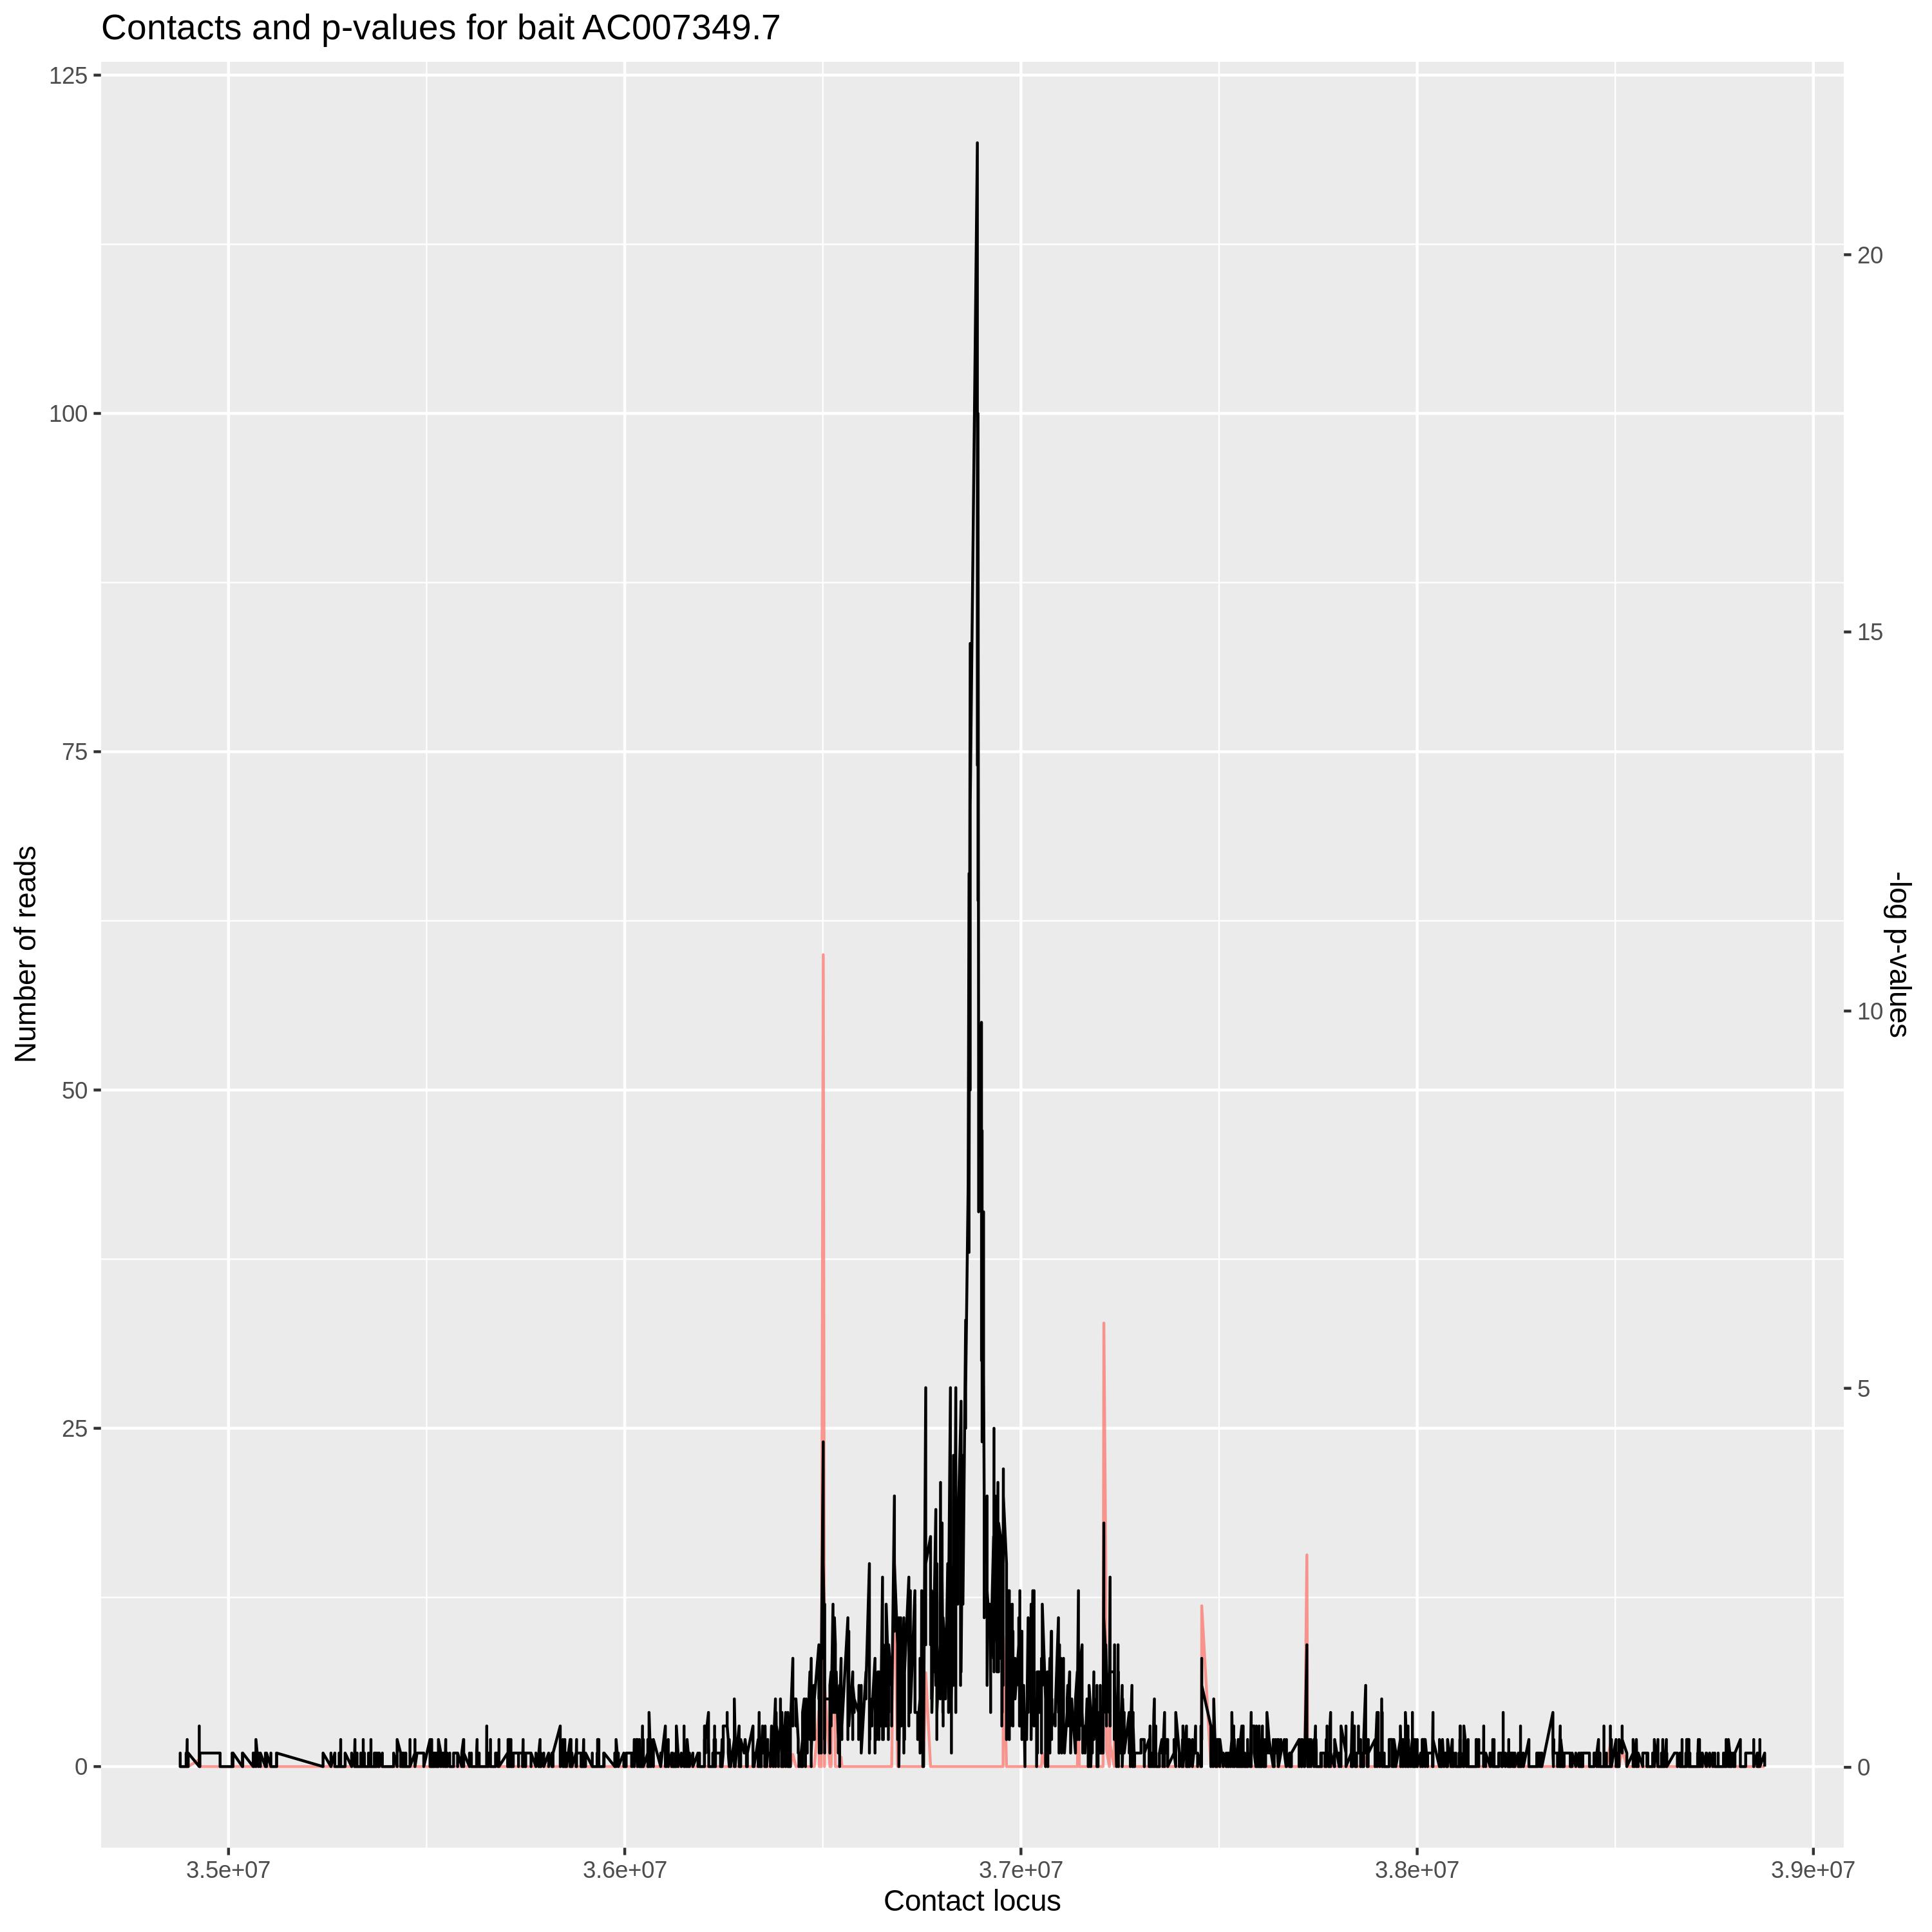 Contacts and p-values for bait AC007349.7
125
100
75
50
25
0
Number of reads
20
15
10
5
0
-log p-values
3.5e+07
3.6e+07
3.7e+07
3.8e+07
3.9e+07
Contact locus